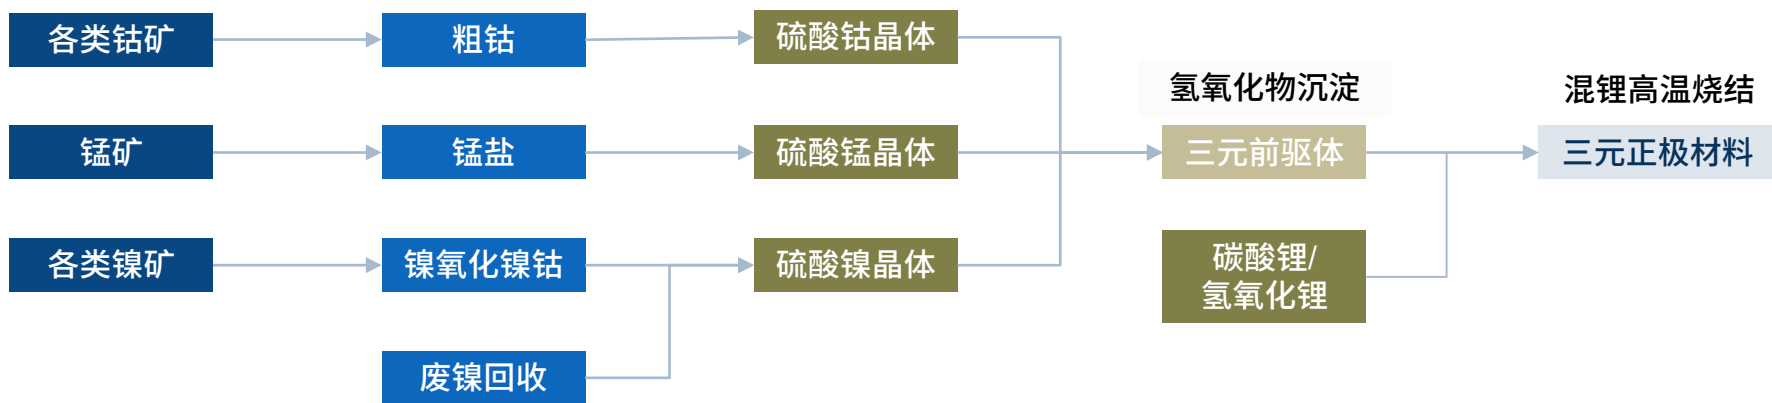 各类钴矿
粗钴
硫酸钴晶体
氢氧化物沉淀
混锂高温烧结
锰矿
锰盐
硫酸锰晶体
三元前驱体
三元正极材料
各类镍矿
镍氧化镍钴
硫酸镍晶体
碳酸锂/
氢氧化锂
废镍回收